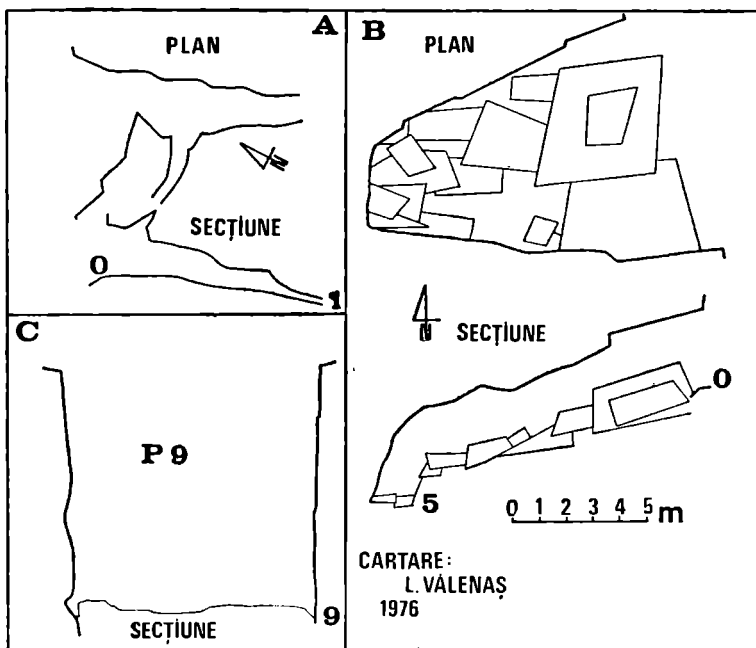 A
PLAN
N
SECȚIUNE
0
1
B
PLAN
N
SECȚIUNE
0
5
0 1 2 3 4 5 m
CARTARE:
L. VĂLENAȘ
1976
C
P 9
9
SECȚIUNE